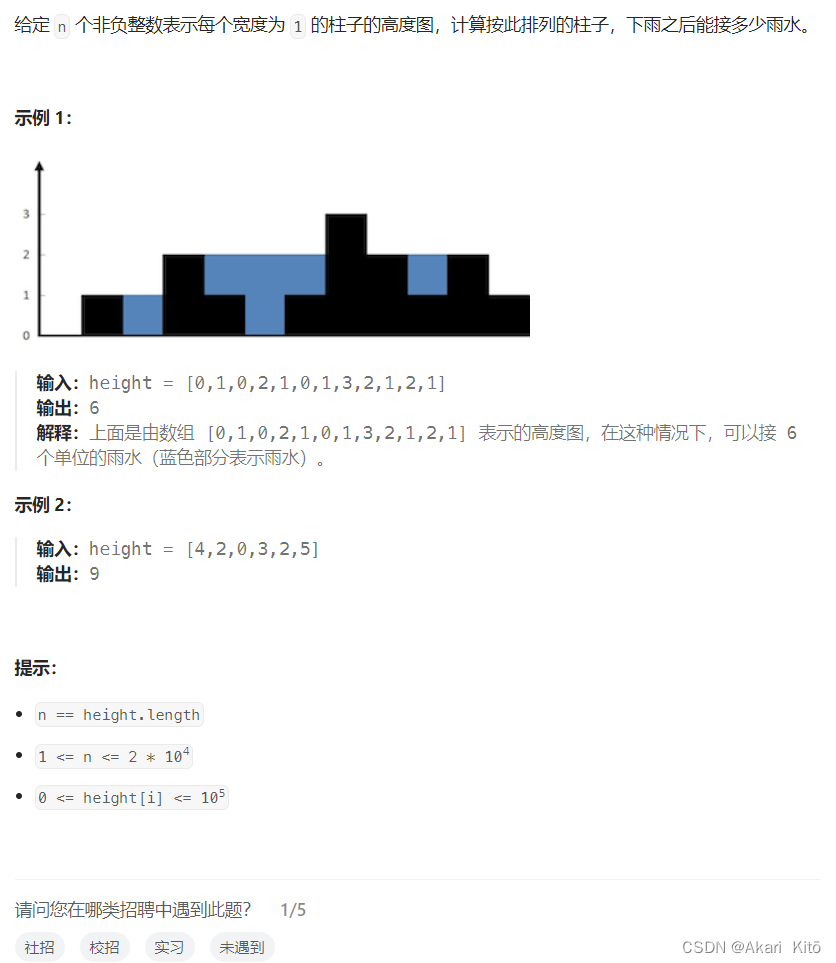 给定 n 个非负整数表示每个宽度为 1 的柱子的高度图，计算按此排列的柱子，下雨之后能接多少雨水。
示例 1：
3
2
1
0
输入：height = [0,1,0,2,1,0,1,3,2,1,2,1]
输出：6
解释：上面是由数组 [0,1,0,2,1,0,1,3,2,1,2,1] 表示的高度图，在这种情况下，可以接 6
个单位的雨水（蓝色部分表示雨水）。
示例 2：
输入：height = [4,2,0,3,2,5]
输出：9
提示：
• n == height.length
• 1 <= n <= 2 * 10⁴
• 0 <= height[i] <= 10⁵
请问您在哪类招聘中遇到此题？ 1/5
社招 校招 实习 未遇到
CSDN @Akari Kitō